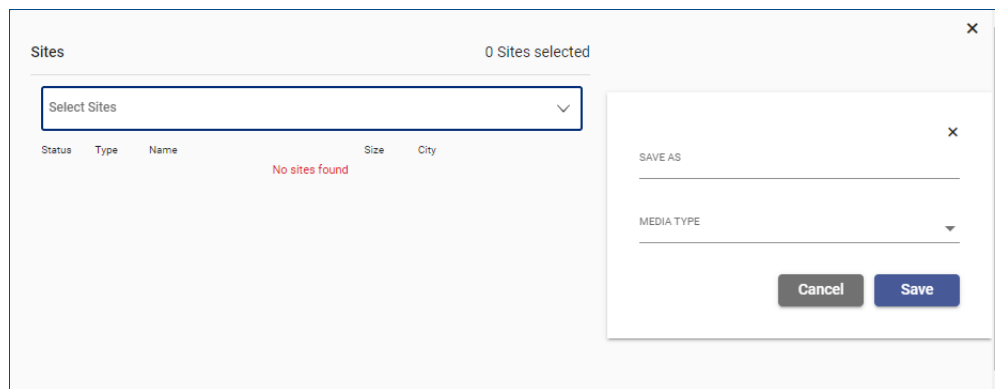 Sites
0 Sites selected
Select Sites
Status Type Name Size City
No sites found
SAVE AS
MEDIA TYPE
Cancel Save